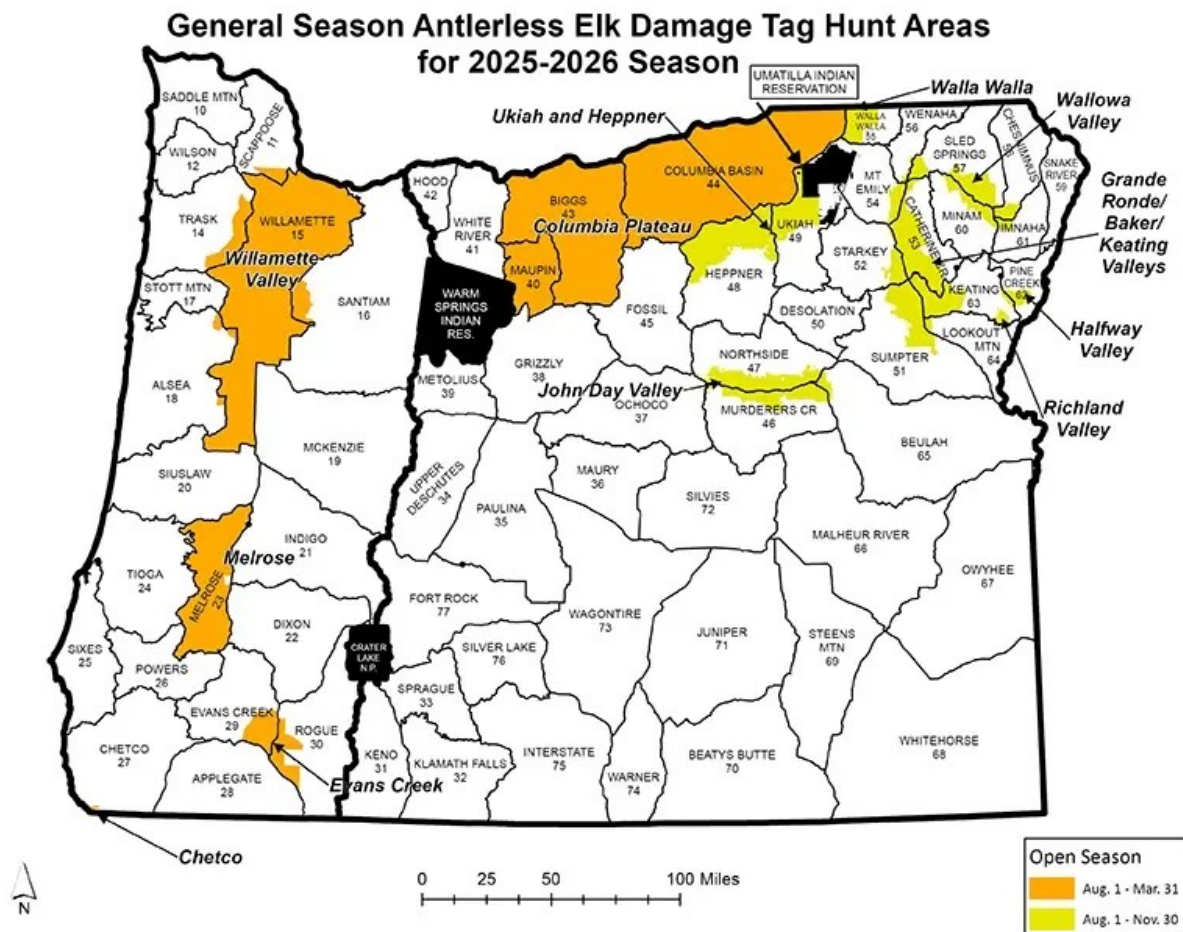 General Season Antlerless Elk Damage Tag Hunt Areas
for 2025-2026 Season
UMATILLA INDIAN
RESERVATION
Walla Walla
Wallowa
Valley
Ukiah and Heppner
Grande
Ronde/
Baker/
Keating
Valleys
Halfway
Valley
Richland
Valley
John Day Valley
Columbia Plateau
Willamette
Valley
Melrose
Evans Creek
Chetco
SADDLE MTN
10
SCAPPOOSE
11
WILSON
12
TRASK
14
WILLAMETTE
15
STOTT MTN
17
SANTIAM
16
ALSEA
18
MCKENZIE
19
SIUSLAW
20
INDIGO
21
DIXON
22
MELROSE
23
TIOGA
24
SIXES
25
POWERS
26
CHETCO
27
APPLEGATE
28
EVANS CREEK
29
ROGUE
30
CRATER
LAKE
N.P.
KENO
31
KLAMATH FALLS
32
SPRAGUE
33
UPPER
DESCHUTES
34
PAULINA
35
MAURY
36
OCHOCO
37
GRIZZLY
38
METOLIUS
39
WARM
SPRINGS
INDIAN
RES.
MAUPIN
40
WHITE
RIVER
41
HOOD
42
BIGGS
43
COLUMBIA BASIN
44
FOSSIL
45
MURDERERS CR
46
NORTHSIDE
47
HEPPNER
48
UKIAH
49
DESOLATION
50
SUMPTER
51
STARKEY
52
CATHERINE CR
53
MT
EMILY
54
WALLA
WALLA
55
WENAHA
56
SLED
SPRINGS
57
CHESNIMNUS
58
SNAKE
RIVER
59
MINAM
60
IMNAHA
61
PINE
CREEK
62
KEATING
63
LOOKOUT
MTN
64
BEULAH
65
MALHEUR RIVER
66
OWYHEE
67
WHITEHORSE
68
STEENS
MTN
69
BEATYS BUTTE
70
JUNIPER
71
SILVIES
72
WAGONTIRE
73
WARNER
74
INTERSTATE
75
SILVER LAKE
76
FORT ROCK
77
N
0 25 50 100 Miles
Open Season
Aug. 1 - Mar. 31
Aug. 1 - Nov. 30